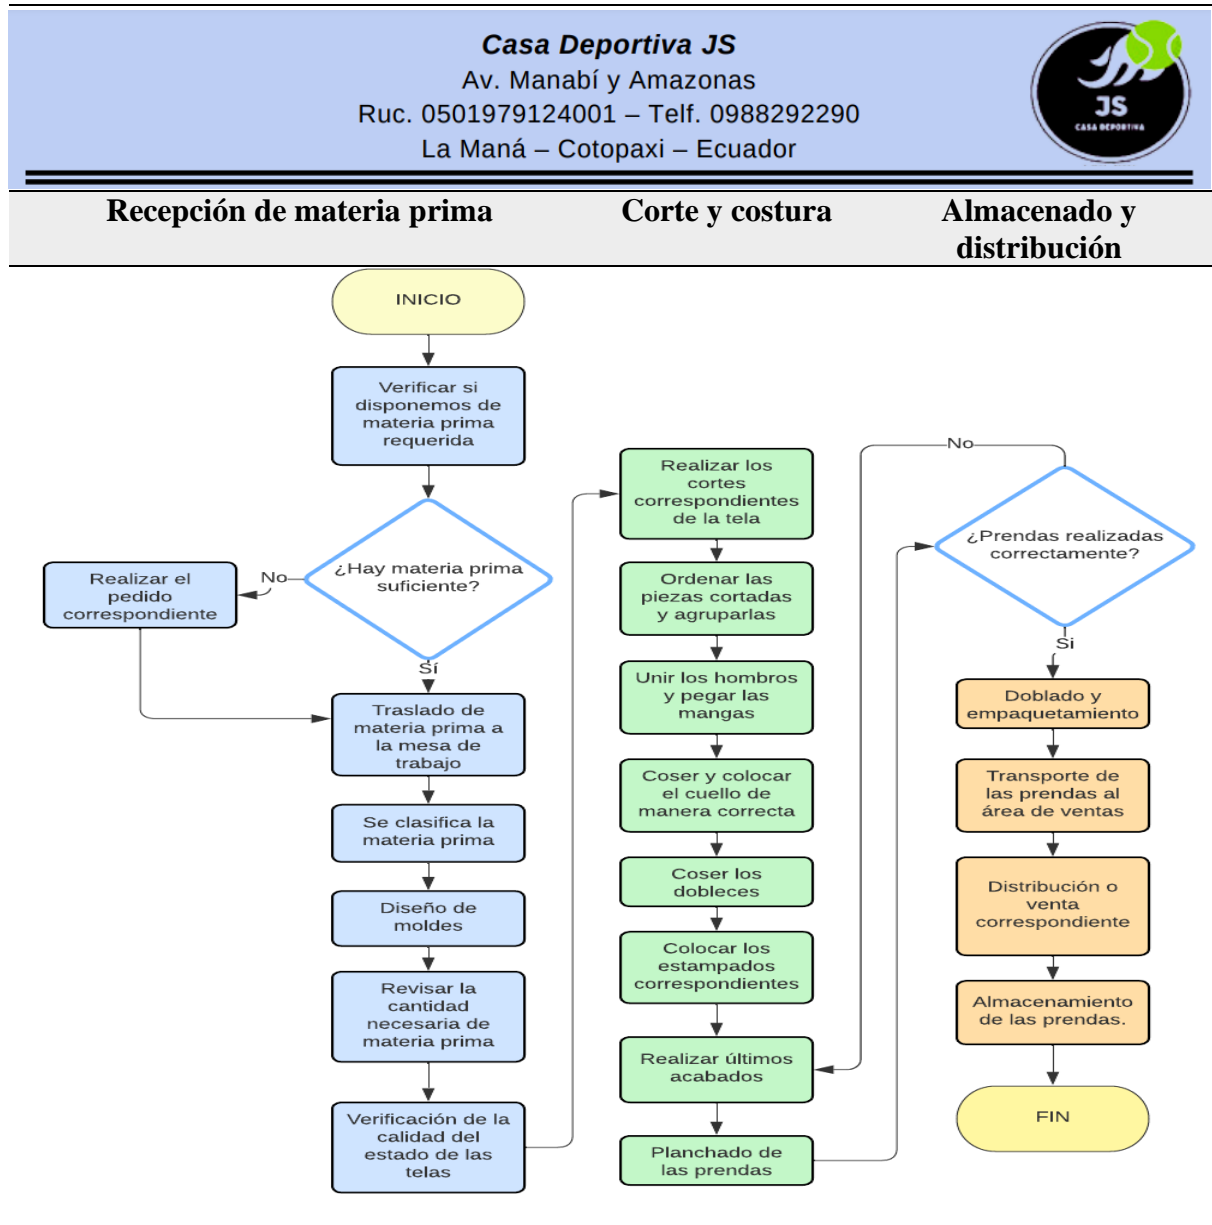 Casa Deportiva JS
Av. Manabí y Amazonas
Ruc. 0501979124001 – Telf. 0988292290
La Maná – Cotopaxi – Ecuador
JS
CASA DEPORTIVA
Recepción de materia prima
Corte y costura
Almacenado y
distribución
INICIO
Verificar si
disponemos de
materia prima
requerida
¿Hay materia prima
suficiente?
No
Realizar el
pedido
correspondiente
Sí
Traslado de
materia prima a
la mesa de
trabajo
Se clasifica la
materia prima
Diseño de
moldes
Revisar la
cantidad
necesaria de
materia prima
Verificación de la
calidad del
estado de las
telas
Realizar los
cortes
correspondientes
de la tela
Ordenar las
piezas cortadas
y agruparlas
Unir los hombros
y pegar las
mangas
Coser y colocar
el cuello de
manera correcta
Coser los
dobleces
Colocar los
estampados
correspondientes
Realizar últimos
acabados
Planchado de
las prendas
No
¿Prendas realizadas
correctamente?
Si
Doblado y
empaquetamiento
Transporte de
las prendas al
área de ventas
Distribución o
venta
correspondiente
Almacenamiento
de las prendas.
FIN